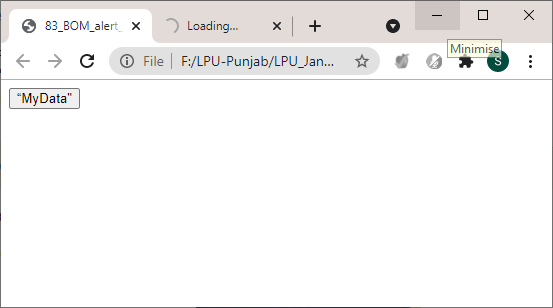 83_BOM_alert_
Loading...
File
F:/LPU-Punjab/LPU_Jan...
Minimise
S
“MyData”